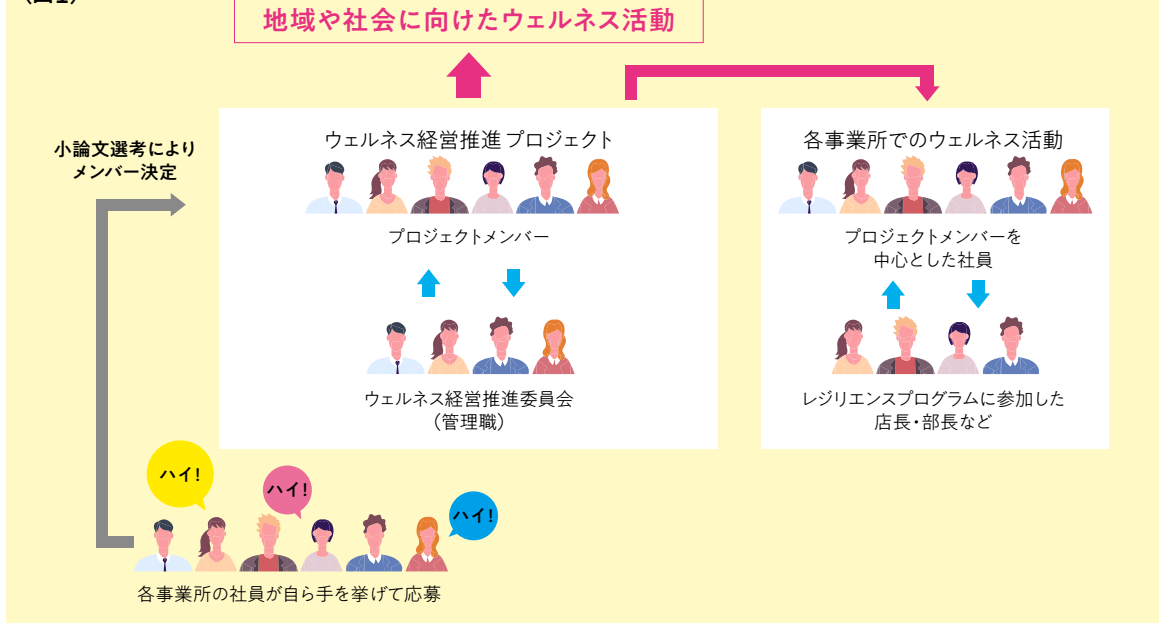 地域や社会に向けたウェルネス活動
小論文選考により
メンバー決定
ウェルネス経営推進プロジェクト
プロジェクトメンバー
ウェルネス経営推進委員会
(管理職)
各事業所でのウェルネス活動
プロジェクトメンバーを
中心とした社員
レジリエンスプログラムに参加した
店長・部長など
ハイ!
ハイ!
ハイ!
各事業所の社員が自ら手を挙げて応募